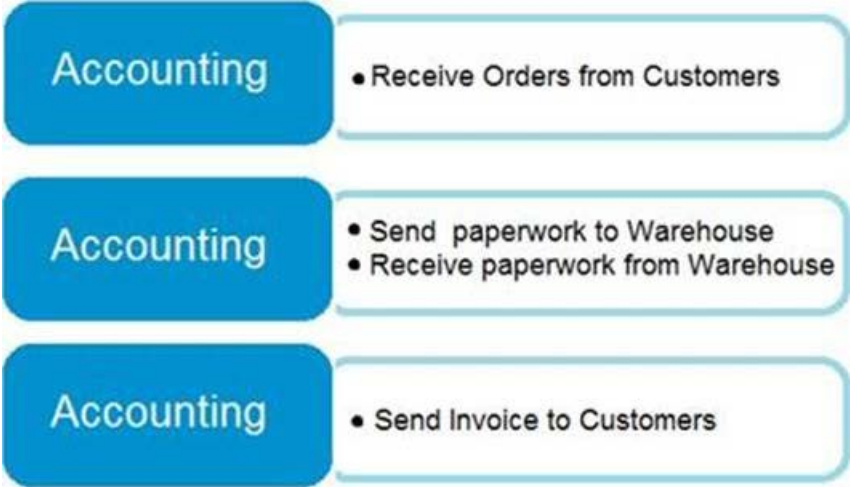 Accounting
• Receive Orders from Customers
Accounting
• Send paperwork to Warehouse
• Receive paperwork from Warehouse
Accounting
• Send Invoice to Customers